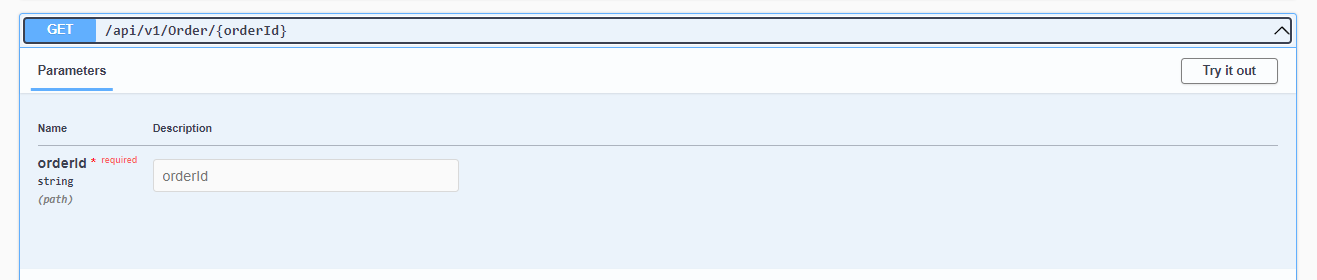 GET /api/v1/Order/{orderId}
Parameters Try it out
Name Description
orderId * required
string
(path)
orderId